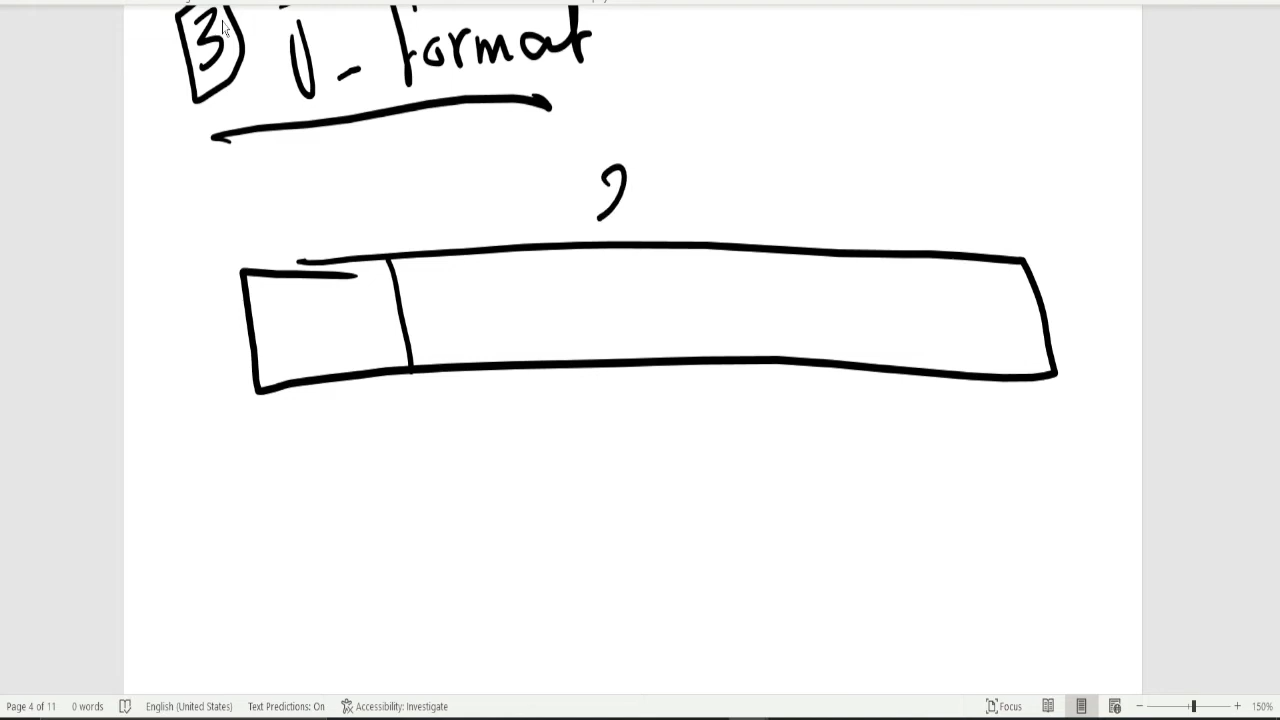 3 J - format
Page 4 of 11 0 words English (United States) Text Predictions: On Accessibility: Investigate Focus 150%